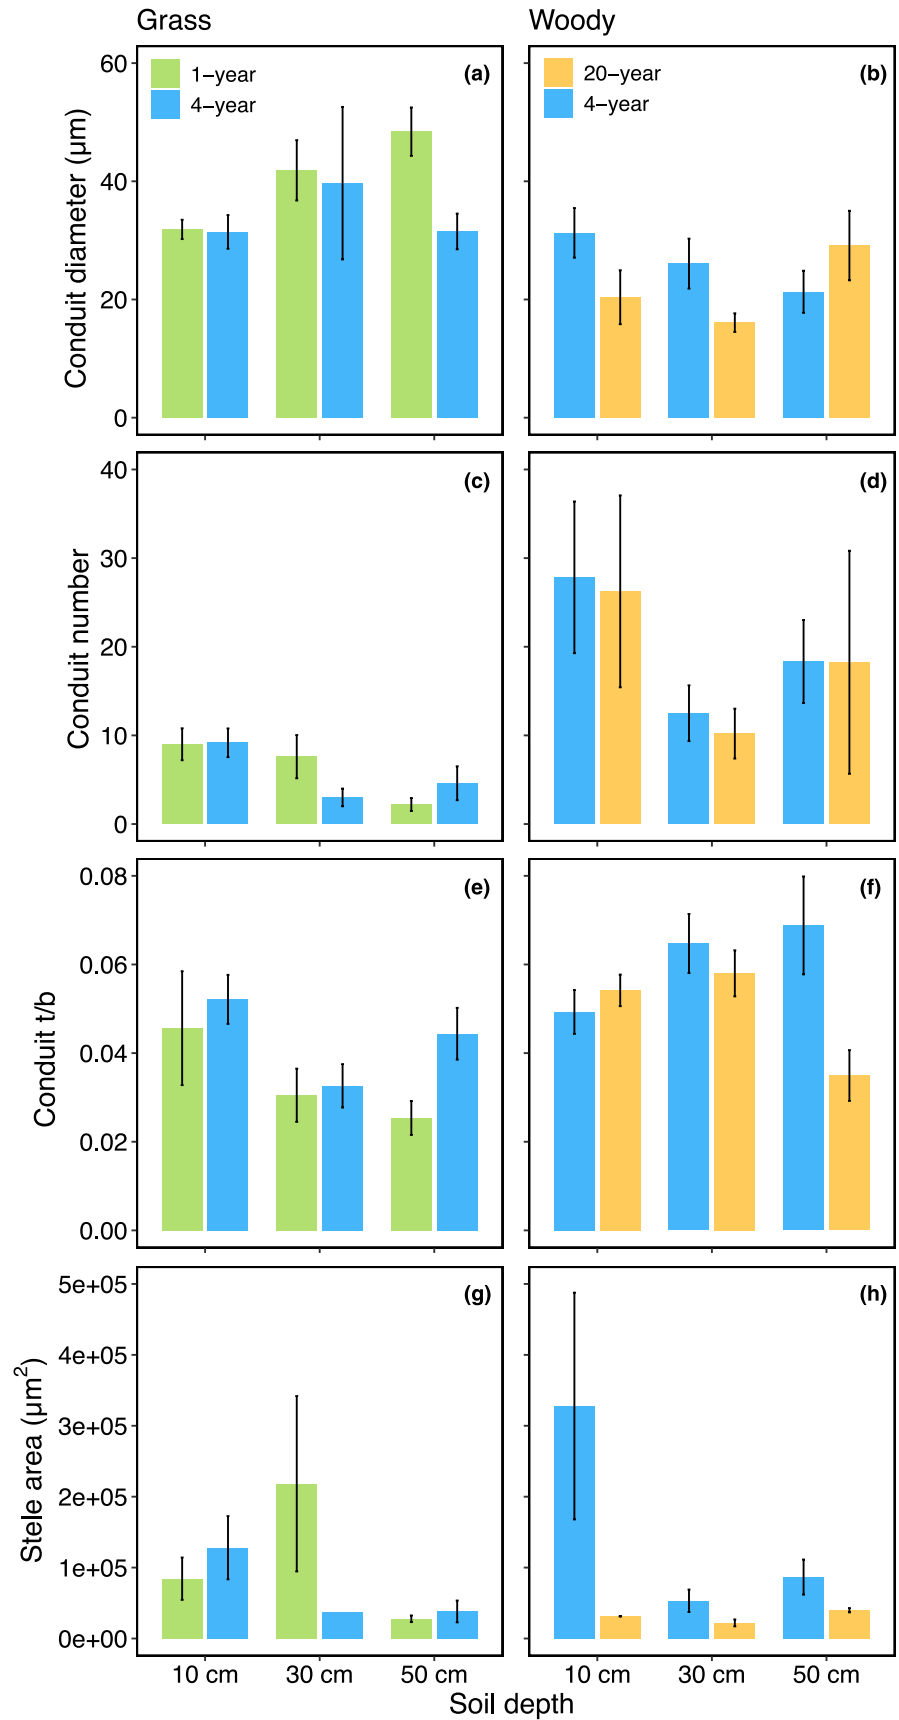 Grass
Woody
1−year
4−year
(a)
20−year
4−year
(b)
Conduit diameter (μm)
60
40
20
0
(c)
(d)
Conduit number
40
30
20
10
0
(e)
(f)
Conduit t/b
0.08
0.06
0.04
0.02
0.00
(g)
(h)
Stele area (μm²)
5e+05
4e+05
3e+05
2e+05
1e+05
0e+00
10 cm 30 cm 50 cm
10 cm 30 cm 50 cm
Soil depth